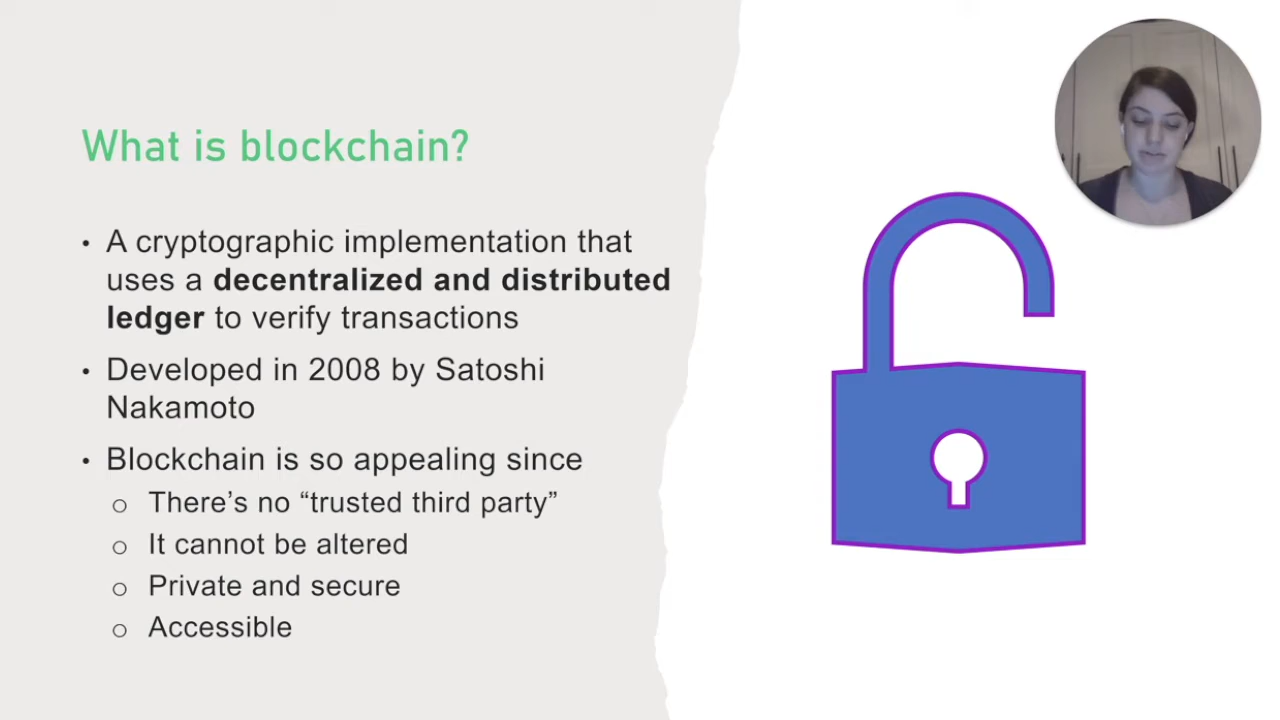 What is blockchain?
• A cryptographic implementation that
uses a decentralized and distributed
ledger to verify transactions
• Developed in 2008 by Satoshi
Nakamoto
• Blockchain is so appealing since
o There’s no “trusted third party”
o It cannot be altered
o Private and secure
o Accessible